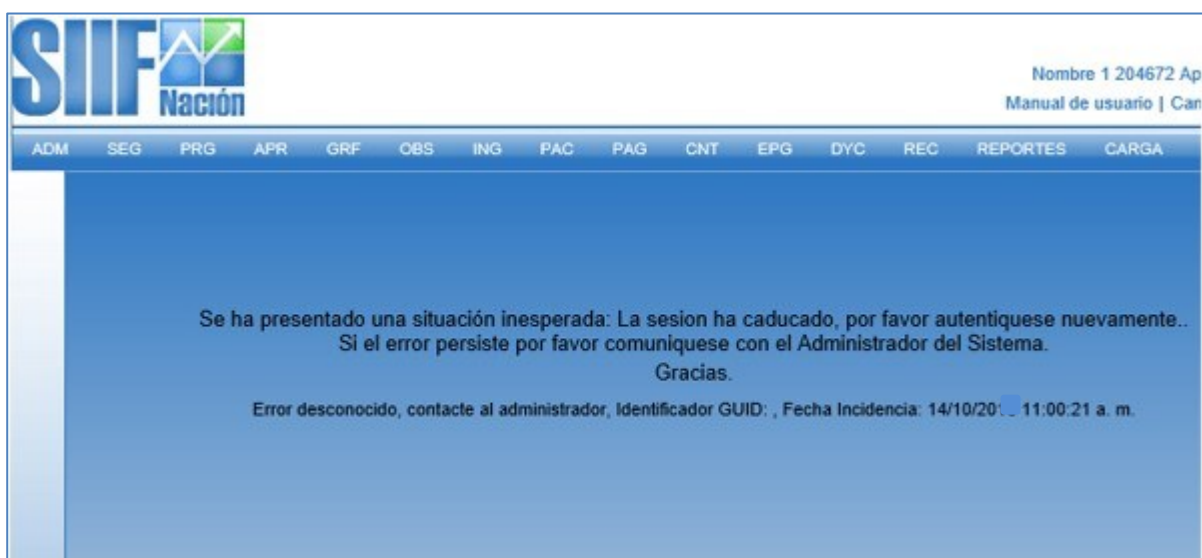 SIIF
Nación
Nombre 1 204672 Ap
Manual de usuario | Can
ADM SEG PRG APR GRF OBS ING PAC PAG CNT EPG DYC REC REPORTES CARGA
Se ha presentado una situación inesperada: La sesion ha caducado, por favor autentiquese nuevamente..
Si el error persiste por favor comuniquese con el Administrador del Sistema.
Gracias.
Error desconocido, contacte al administrador, Identificador GUID: , Fecha Incidencia: 14/10/20 11:00:21 a. m.